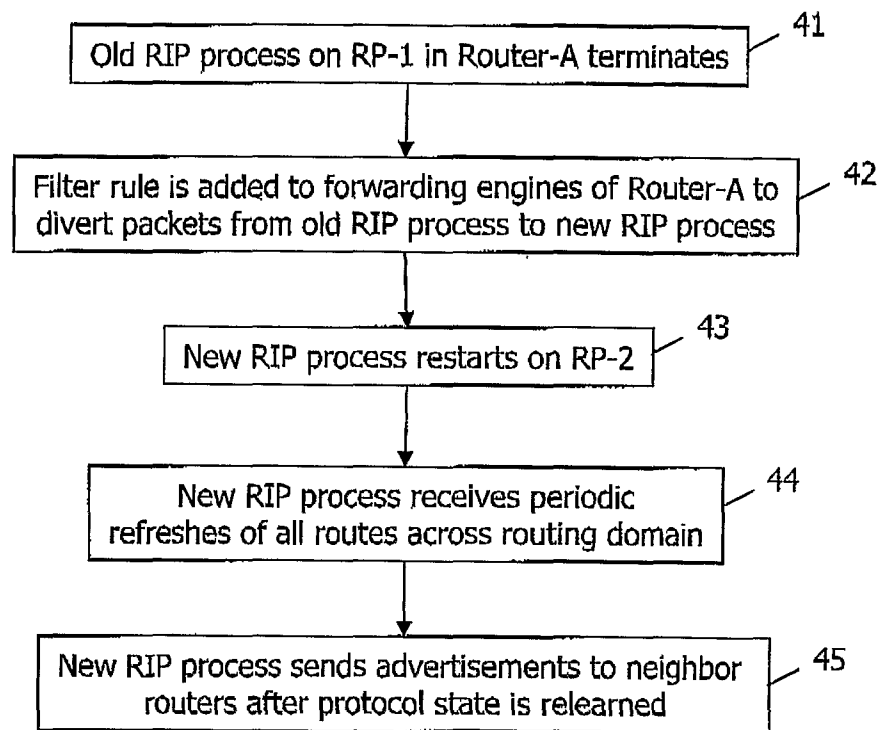 41
Old RIP process on RP-1 in Router-A terminates
42
Filter rule is added to forwarding engines of Router-A to
divert packets from old RIP process to new RIP process
43
New RIP process restarts on RP-2
44
New RIP process receives periodic
refreshes of all routes across routing domain
45
New RIP process sends advertisements to neighbor
routers after protocol state is relearned